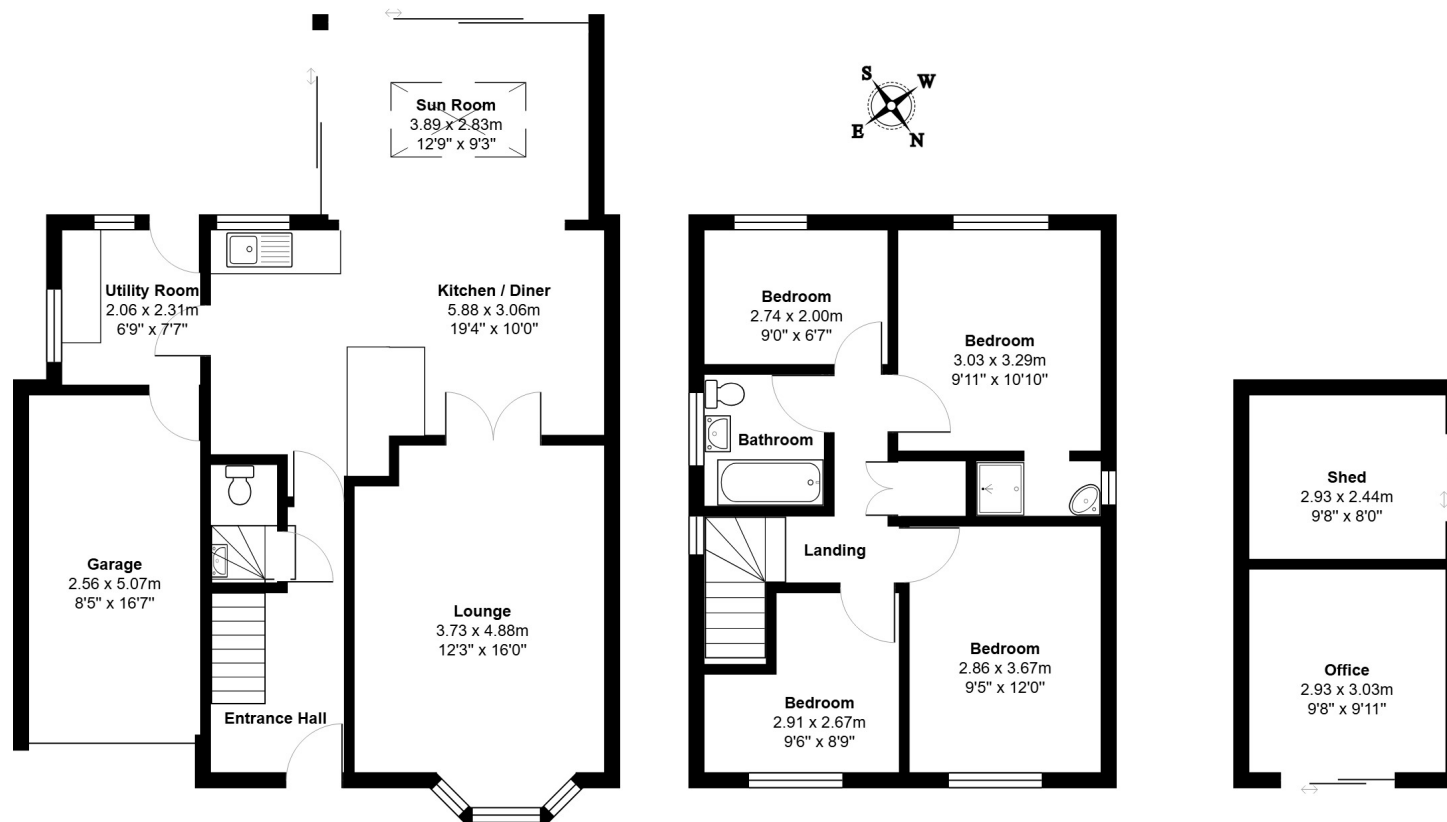 Sun Room
3.89 x 2.83m
12'9" x 9'3"
S
W
E
N
Utility Room
2.06 x 2.31m
6'9" x 7'7"
Kitchen / Diner
5.88 x 3.06m
19'4" x 10'0"
Bedroom
2.74 x 2.00m
9'0" x 6'7"
Bedroom
3.03 x 3.29m
9'11" x 10'10"
Bathroom
Shed
2.93 x 2.44m
9'8" x 8'0"
Landing
Garage
2.56 x 5.07m
8'5" x 16'7"
Lounge
3.73 x 4.88m
12'3" x 16'0"
Bedroom
2.86 x 3.67m
9'5" x 12'0"
Office
2.93 x 3.03m
9'8" x 9'11"
Entrance Hall
Bedroom
2.91 x 2.67m
9'6" x 8'9"